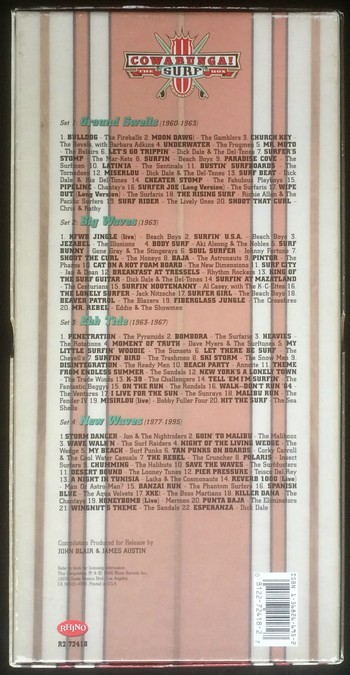 COWABUNGA!
THE SURF BOX
Set 1 Ground Swells (1960-1963)
1. BULLDOG - The Fireballs 2. MOON DAWG! - The Gamblers 3. CHURCH KEY -
The Revels, with Barbara Adkins 4. UNDERWATER - The Frogmen 5. MR. MOTO
- The Belairs 6. LET'S GO TRIPPIN' - Dick Dale & The Del-Tones 7. SURFER'S
STOMP - The Mar-Kets 8. SURFIN - Beach Boys 9. PARADISE COVE - The
Surfmen 10. LATIN'IA - The Sentinals 11. BUSTIN' SURFBOARDS - The
Tornadoes 12. MISERLOU - Dick Dale & The Del-Tones 13. SURF BEAT - Dick
Dale & His Del-Tones 14. CHEATER STOMP - The Fabulous Playboys 15.
PIPELINE - Chantay's 16. SURFER JOE (Long Version) - The Surfaris 17. WIPE
OUT (Long Version) - The Surfaris 18. THE RISING SURF - Richie Allen & The
Pacific Surfers 19. SURF RIDER - The Lively Ones 20. SHOOT THAT CURL -
Chris & Kathy
Set 2 Big Waves (1963)
1. KFWB JINGLE (live) - Beach Boys 2. SURFIN' U.S.A. - Beach Boys 3.
JEZABEL - The Illusions 4. BODY SURF - Aki Aleong & The Nobles 5. SURF
BUNNY - Gene Gray & The Stingrays 6. SOUL SURFER - Johnny Fortune 7.
SHOOT THE CURL - The Honeys 8. BAJA - The Astronauts 9. PINTOR - The
Pharos 10. CAT ON A HOT FOAM BOARD - The New Dimensions 11. SURF CITY
- Jan & Dean 12. BREAKFAST AT TRESSELS - Rhythm Rockers 13. KING OF
THE SURF GUITAR - Dick Dale & The Del-Tones 14. SURFIN' AT MAZATLAND
- The Centurians 15. SURFIN' HOOTENANNY - Al Casey, with The K-C Ettes 16.
THE LONELY SURFER - Jack Nitzsche 17. SURFER GIRL - The Beach Boys 18.
BEAVER PATROL - The Blazers 19. FIBERGLASS JUNGLE - The Crossfires
20. MR. REBEL - Eddie & The Showmen
Set 3 Ebb Tide (1963-1967)
1. PENETRATION - The Pyramids 2. BOMBORA - The Surfaris 3. HEAVIES -
The Rotations 4. MOMENT OF TRUTH - Dave Myers & The Surftones 5. MY
LITTLE SURFIN' WOODIE - The Sunsets 6. LET THERE BE SURF - The
Chevell's 7. SURFIN' BIRD - The Trashmen 8. SKI STORM - The Snow Men 9.
DISINTEGRATION - The Ready Men 10. BEACH PARTY - Annette 11. THEME
FROM ENDLESS SUMMER - The Sandals 12. NEW YORK'S A LONELY TOWN
- The Trade Winds 13. K-39 - The Challengers 14. TELL 'EM I'M SURFIN' - The
Fantastic Baggys 15. ON THE RUN - The Rondels 16. WALK-DON'T RUN '64
- The Ventures 17. I LIVE FOR THE SUN - The Sunrays 18. MALIBU RUN -
Fender IV 19. MISIRLOU (live) - Bobby Fuller Four 20. HIT THE SURF - The Sea
Shells
Set 4 New Waves (1977-1995)
1. STORM DANCER - Jon & The Nightriders 2. GOIN' TO MALIBU - The Malibooz
3. WAVE WALK'N - The Surf Raiders 4. NIGHT OF THE LIVING WEDGE - The
Wedge 5. MY BEACH - Surf Punks 6. TAN PUNKS ON BOARDS - Corky Carroll
& The Cool Water Casuals 7. THE REBEL - The Cruncher 8. POLARIS - Insect
Surfers 9. CHUMMING - The Halibuts 10. SAVE THE WAVES - The Surfdusters
11. DESERT BOUND - The Looney Tunes 12. PIER PRESSURE - Teisco Del Rey
13. A NIGHT IN TUNISIA - Laika & The Cosmonauts 14. REVERB 1000 (Live)
- Man Or Astro-Man? 15. BANZAI RUN - The Phantom Surfers 16. SPANISH
BLUE - The Aqua Velvets 17. XKE! - The Boss Martians 18. KILLER DANA - The
Chantays 19. HONEYBOMB (Live) - Mermen 20. PUNTA BAJA - The Eliminators
21. WINGNUT'S THEME - The Sandals 22. ESPERANZA - Dick Dale
Compilation Produced for Release by
JOHN BLAIR & JAMES AUSTIN
RHINO
R2 72418